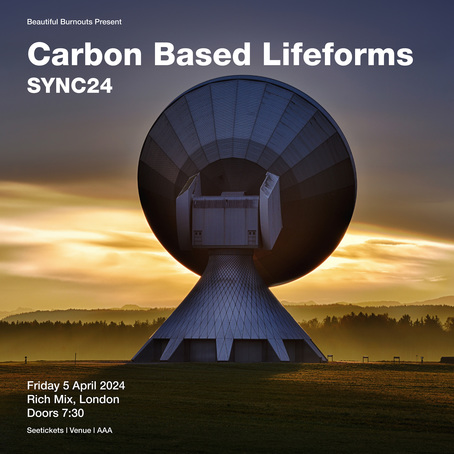 Beautiful Burnouts Present
Carbon Based Lifeforms
SYNC24
Friday 5 April 2024
Rich Mix, London
Doors 7:30
Seetickets | Venue | AAA